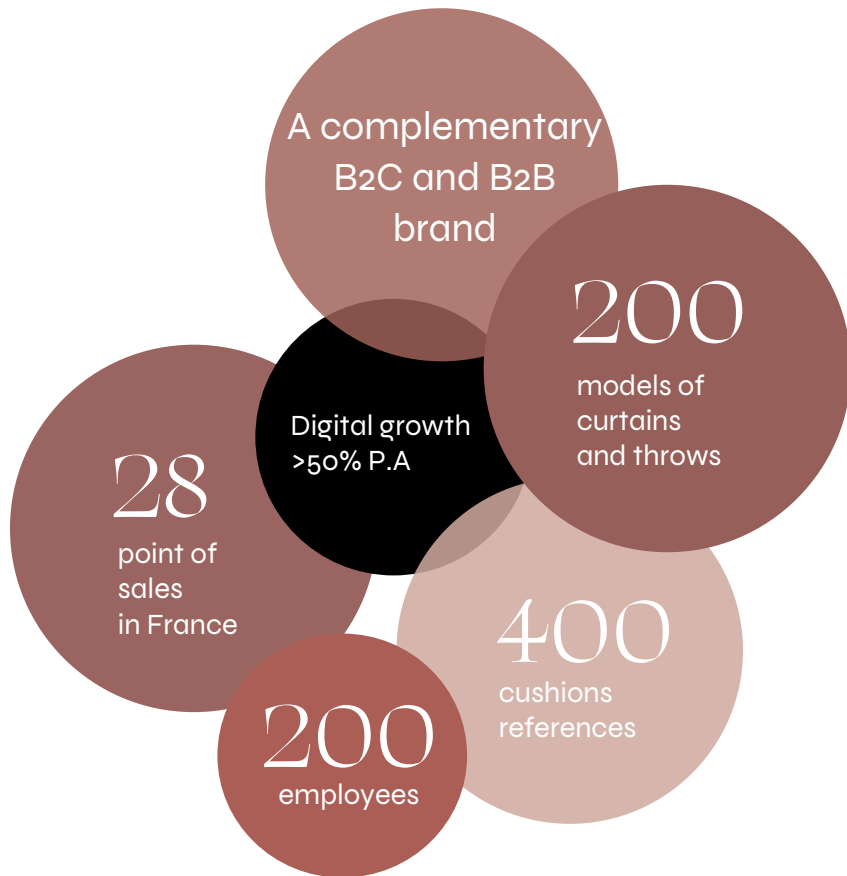 A complementary
B2C and B2B
brand
200
models of
curtains
and throws
Digital growth
>50% P.A
28
point of
sales
in France
400
cushions
references
200
employees